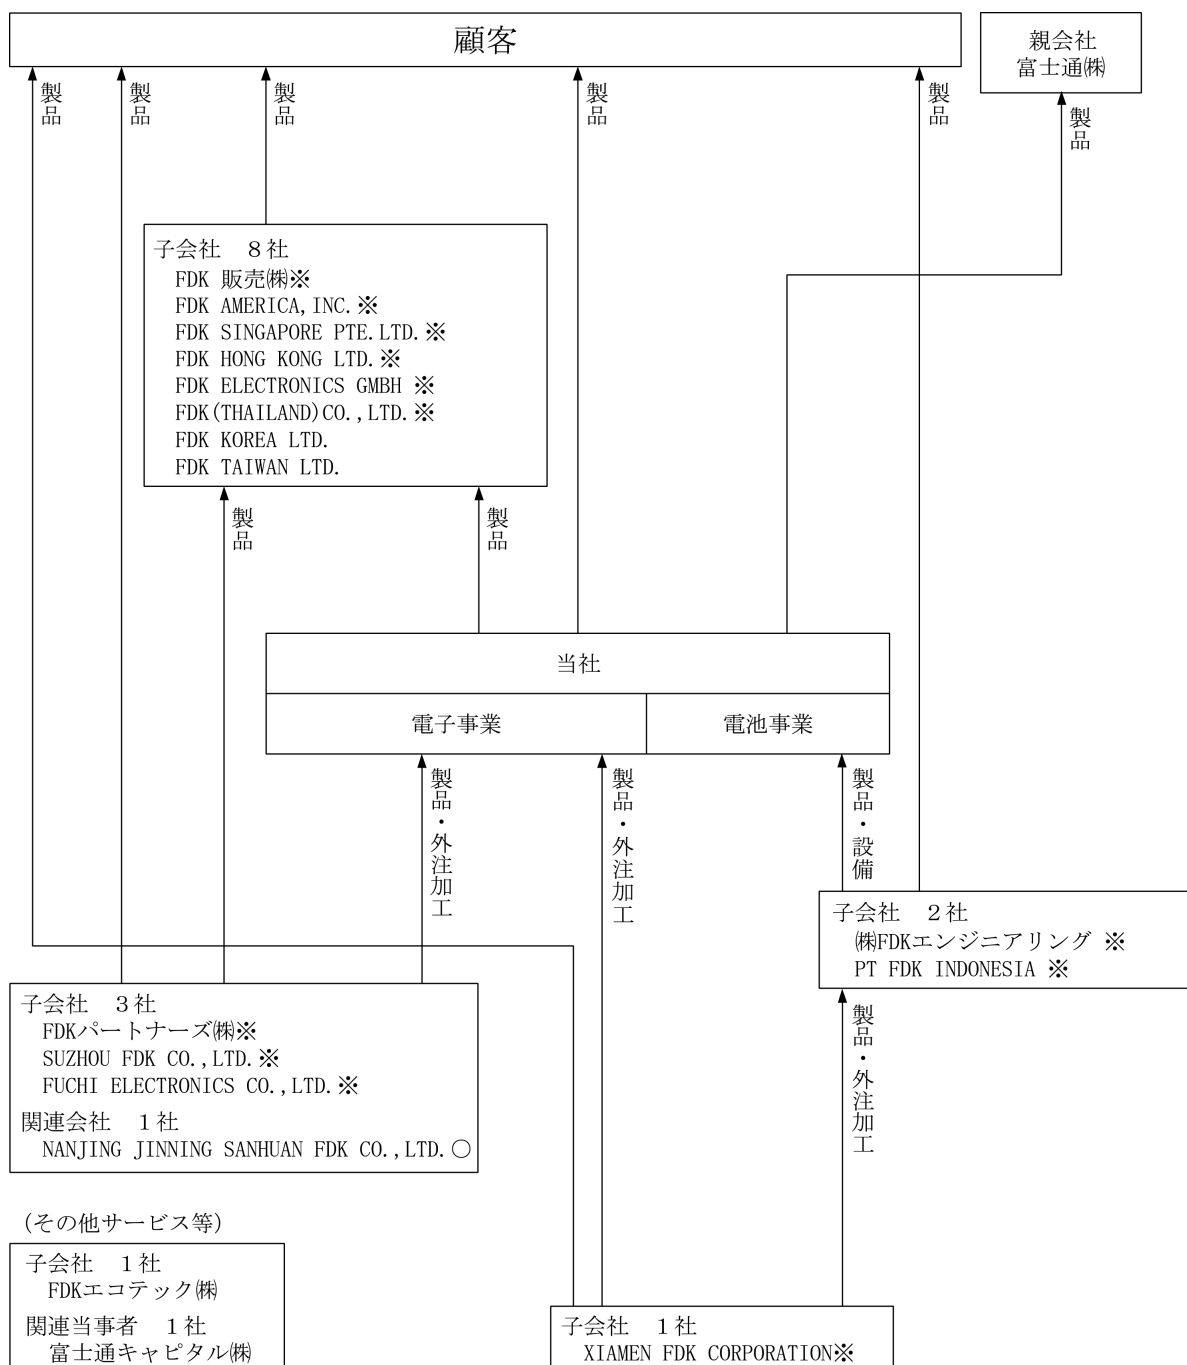 顧客
親会社
富士通㈱
製品
製品
製品
製品
製品
製品
子会社　８社
FDK 販売㈱※
FDK AMERICA,INC.※
FDK SINGAPORE PTE.LTD.※
FDK HONG KONG LTD.※
FDK ELECTRONICS GMBH ※
FDK(THAILAND)CO.,LTD.※
FDK KOREA LTD.
FDK TAIWAN LTD.
製品
製品
当社
電子事業
電池事業
製品・外注加工
製品・外注加工
製品・設備
子会社　２社
㈱FDKエンジニアリング ※
PT FDK INDONESIA ※
子会社　３社
FDKパートナーズ㈱※
SUZHOU FDK CO.,LTD.※
FUCHI ELECTRONICS CO.,LTD.※
関連会社　１社
NANJING JINNING SANHUAN FDK CO.,LTD.○
製品・外注加工
(その他サービス等)
子会社　１社
FDKエコテック㈱
関連当事者　１社
富士通キャピタル㈱
子会社　１社
XIAMEN FDK CORPORATION※